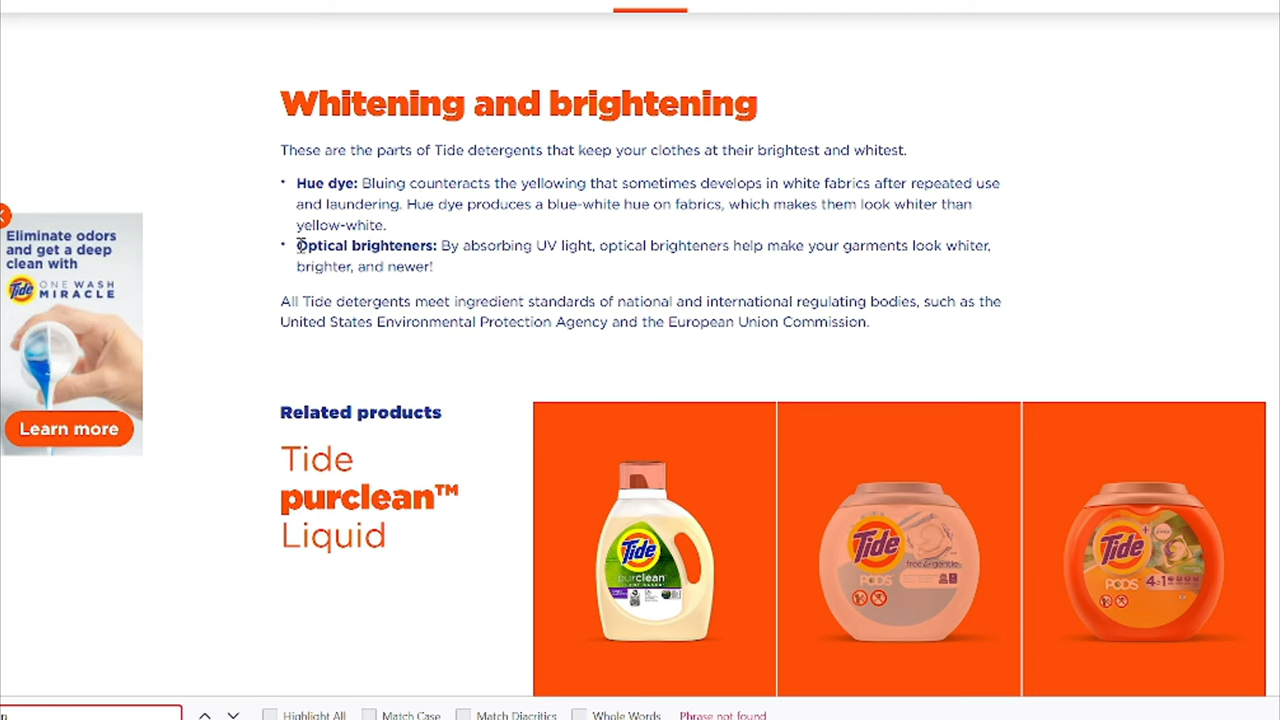 Whitening and brightening
These are the parts of Tide detergents that keep your clothes at their brightest and whitest.
• Hue dye: Bluing counteracts the yellowing that sometimes develops in white fabrics after repeated use
and laundering. Hue dye produces a blue-white hue on fabrics, which makes them look whiter than
yellow-white.
• Optical brighteners: By absorbing UV light, optical brighteners help make your garments look whiter,
brighter, and newer!
All Tide detergents meet ingredient standards of national and international regulating bodies, such as the
United States Environmental Protection Agency and the European Union Commission.
Eliminate odors
and get a deep
clean with
Tide ONE WASH
MIRACLE
Learn more
Related products
Tide
purclean™
Liquid
Tide
purclean
Tide
free & gentle
PODS
Tide
PODS
4in1
Highlight All Match Case Match Diacritics Whole Words Phrase not found